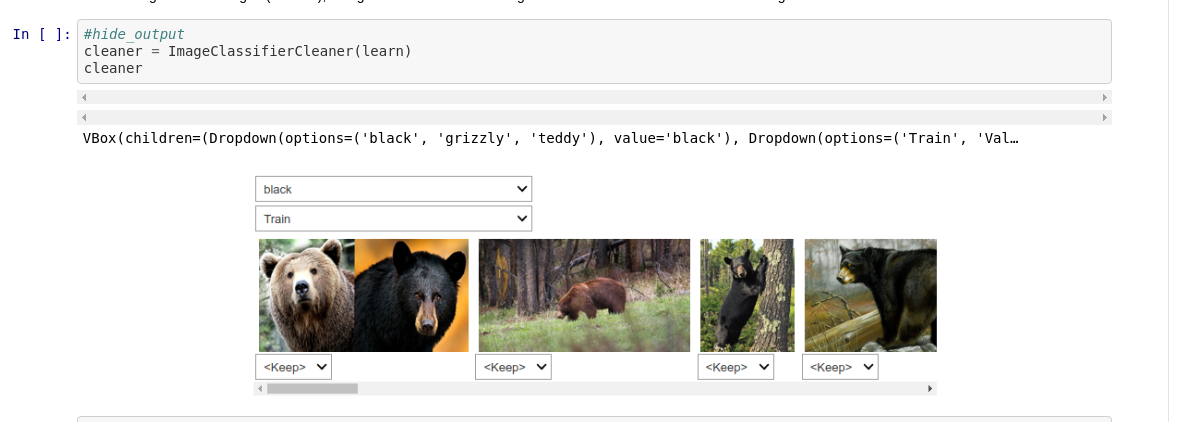 In [ ]:
#hide_output
cleaner = ImageClassifierCleaner(learn)
cleaner
VBox(children=(Dropdown(options=('black', 'grizzly', 'teddy'), value='black'), Dropdown(options=('Train', 'Val…
black
Train
<Keep> <Keep> <Keep> <Keep>